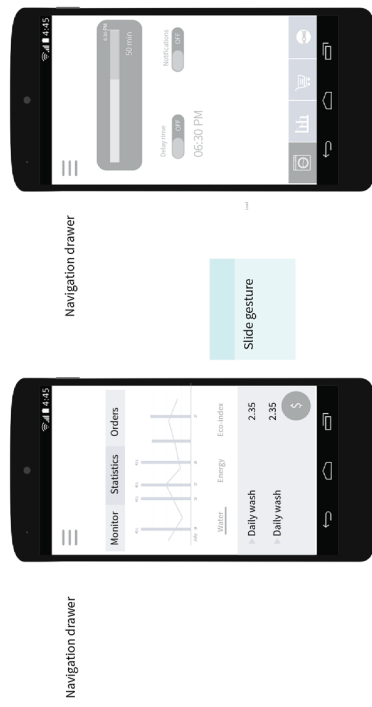 Navigation drawer
4:45
Monitor
Statistics
Orders
Water
Energy
Eco-index
Daily wash
2.35
Daily wash
2.35
$
Slide gesture
Navigation drawer
4:45
50 min
Delay rinse
OFF
Notifications
OFF
06:30 PM